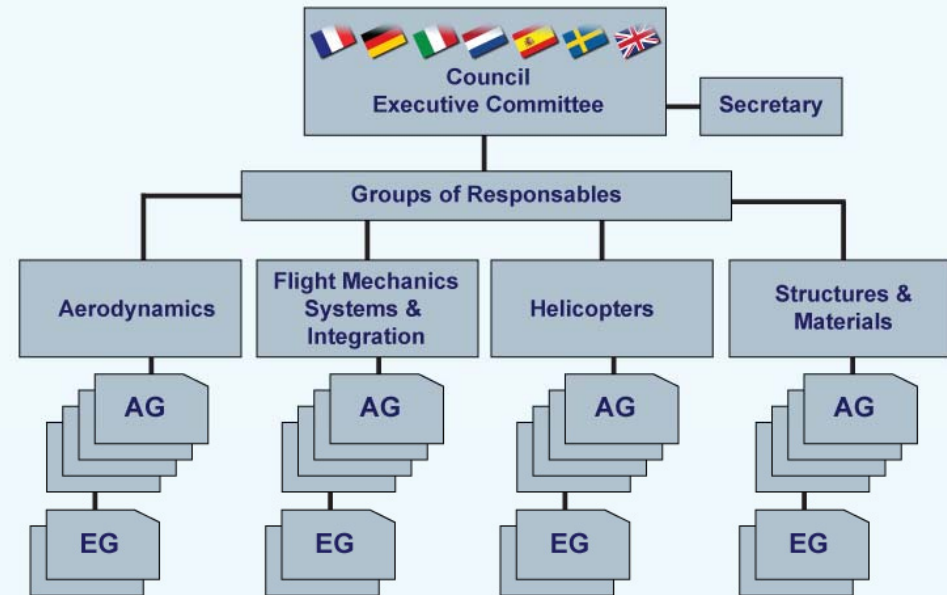 Council
Executive Committee
Secretary
Groups of Responsables
Aerodynamics
Flight Mechanics
Systems &
Integration
Helicopters
Structures &
Materials
AG
AG
AG
AG
EG
EG
EG
EG